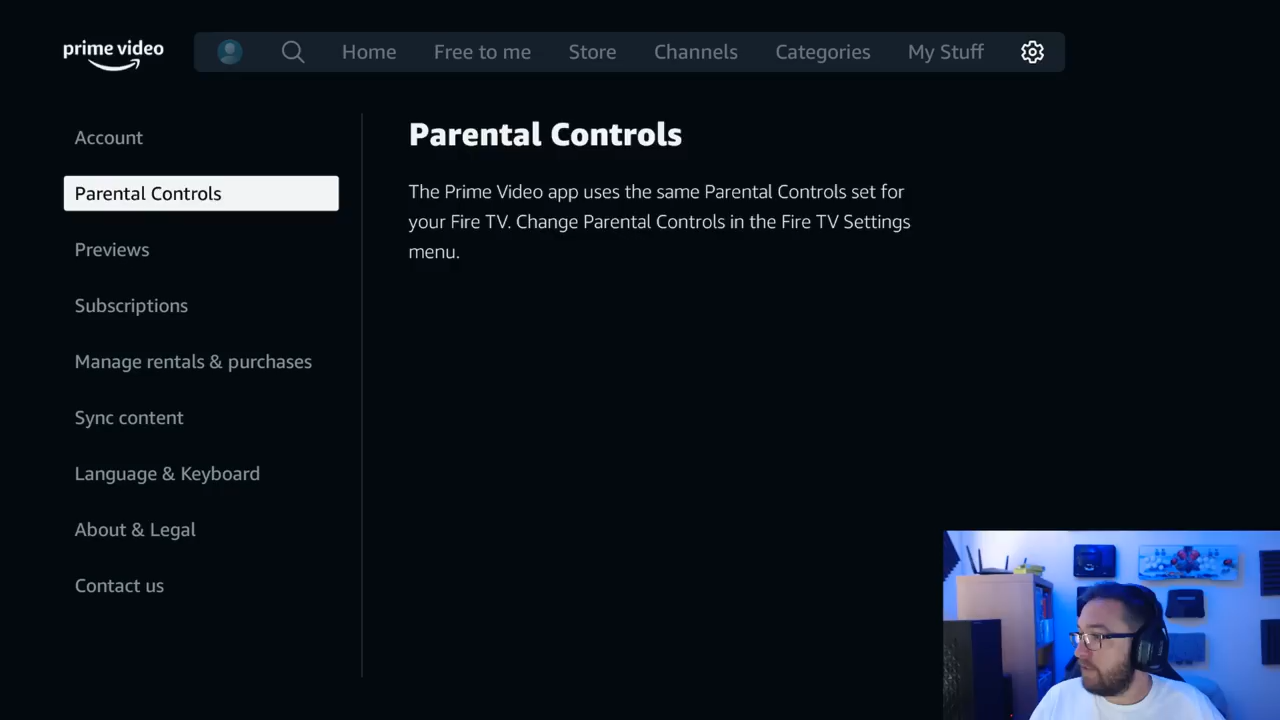 prime video
Home
Free to me
Store
Channels
Categories
My Stuff
Account
Parental Controls
Previews
Subscriptions
Manage rentals & purchases
Sync content
Language & Keyboard
About & Legal
Contact us
Parental Controls
The Prime Video app uses the same Parental Controls set for
your Fire TV. Change Parental Controls in the Fire TV Settings
menu.